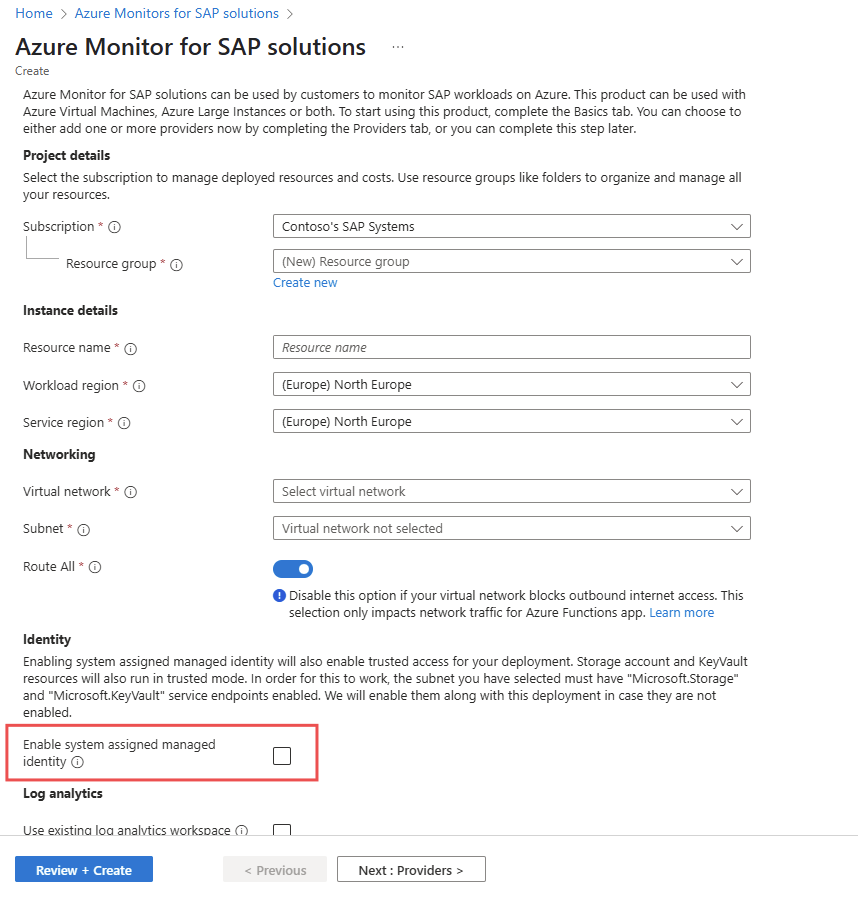 Home > Azure Monitors for SAP solutions >
Azure Monitor for SAP solutions ...
Create
Azure Monitor for SAP solutions can be used by customers to monitor SAP workloads on Azure. This product can be used with
Azure Virtual Machines, Azure Large Instances or both. To start using this product, complete the Basics tab. You can choose to
either add one or more providers now by completing the Providers tab, or you can complete this step later.
Project details
Select the subscription to manage deployed resources and costs. Use resource groups like folders to organize and manage all
your resources.
Subscription * Contoso's SAP Systems
Resource group * (New) Resource group
Create new
Instance details
Resource name * Resource name
Workload region * (Europe) North Europe
Service region * (Europe) North Europe
Networking
Virtual network * Select virtual network
Subnet * Virtual network not selected
Route All *
Disable this option if your virtual network blocks outbound internet access. This
selection only impacts network traffic for Azure Functions app. Learn more
Identity
Enabling system assigned managed identity will also enable trusted access for your deployment. Storage account and KeyVault
resources will also run in trusted mode. In order for this to work, the subnet you have selected must have "Microsoft.Storage"
and "Microsoft.KeyVault" service endpoints enabled. We will enable them along with this deployment in case they are not
enabled.
Enable system assigned managed
identity
Log analytics
Use existing log analytics workspace
Review + Create < Previous Next : Providers >